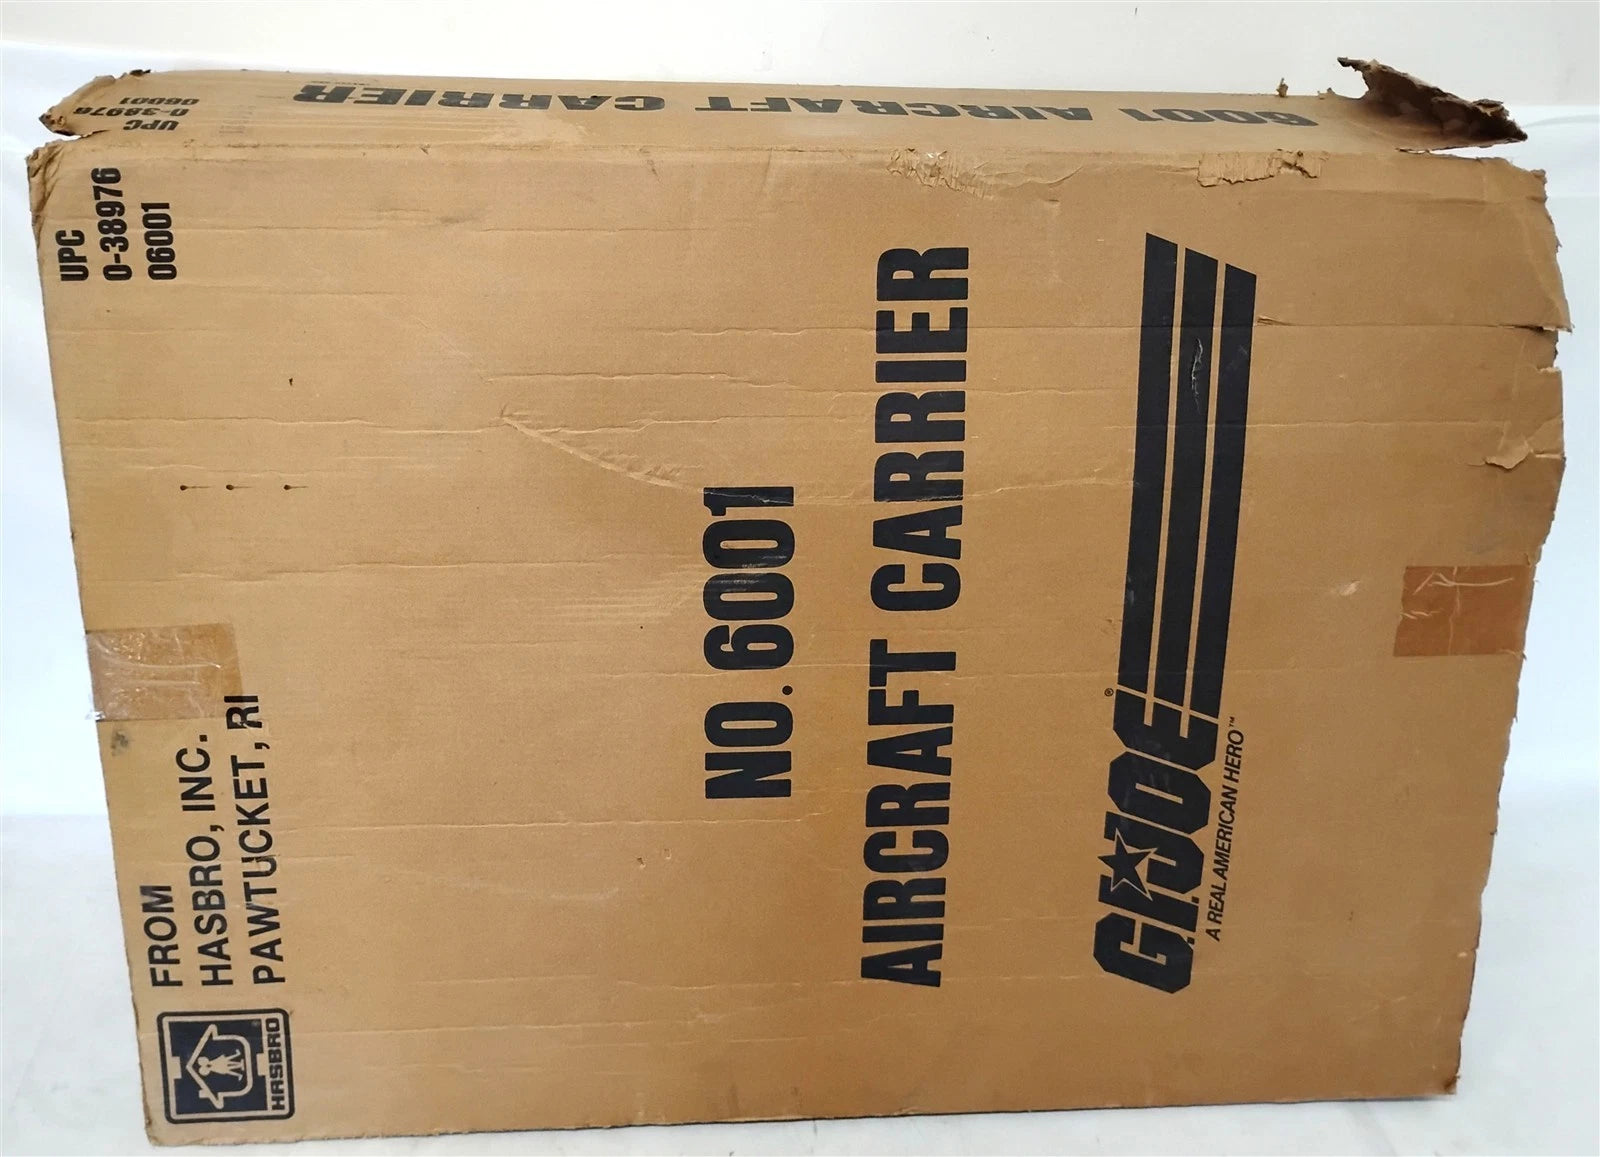 6001 AIRCRAFT CARRIER
UPC
0-38976
06001
UPC
0-38976
06001
FROM
HASBRO, INC.
PAWTUCKET, RI
HASBRO
®
NO. 6001
AIRCRAFT CARRIER
G.I. JOE®
A REAL AMERICAN HERO™